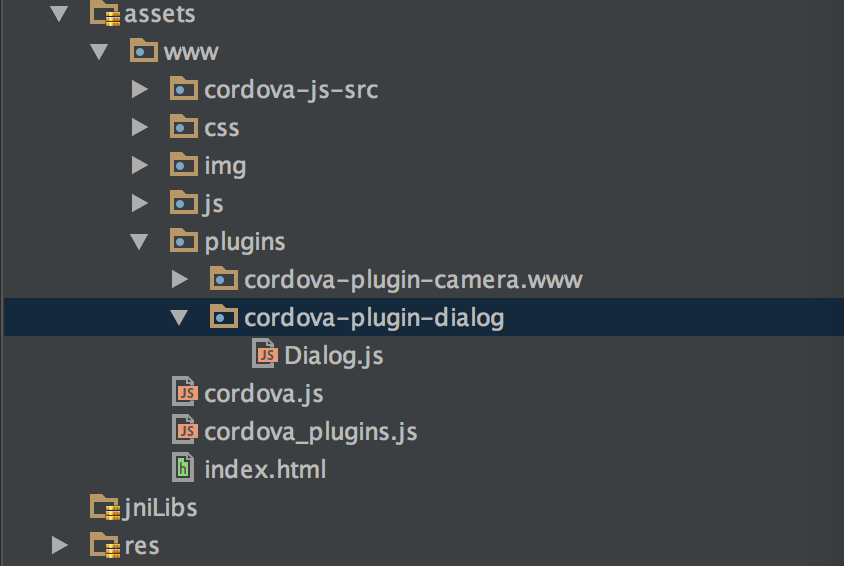 assets
www
cordova-js-src
css
img
js
plugins
cordova-plugin-camera.www
cordova-plugin-dialog
JS Dialog.js
JS cordova.js
JS cordova_plugins.js
h index.html
jniLibs
res